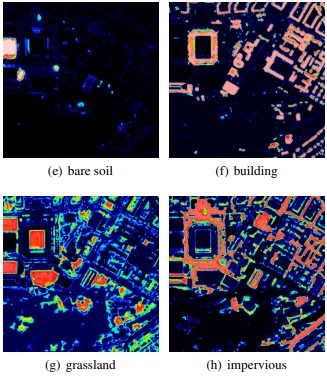 (e) bare soil
(f) building
(g) grassland
(h) impervious